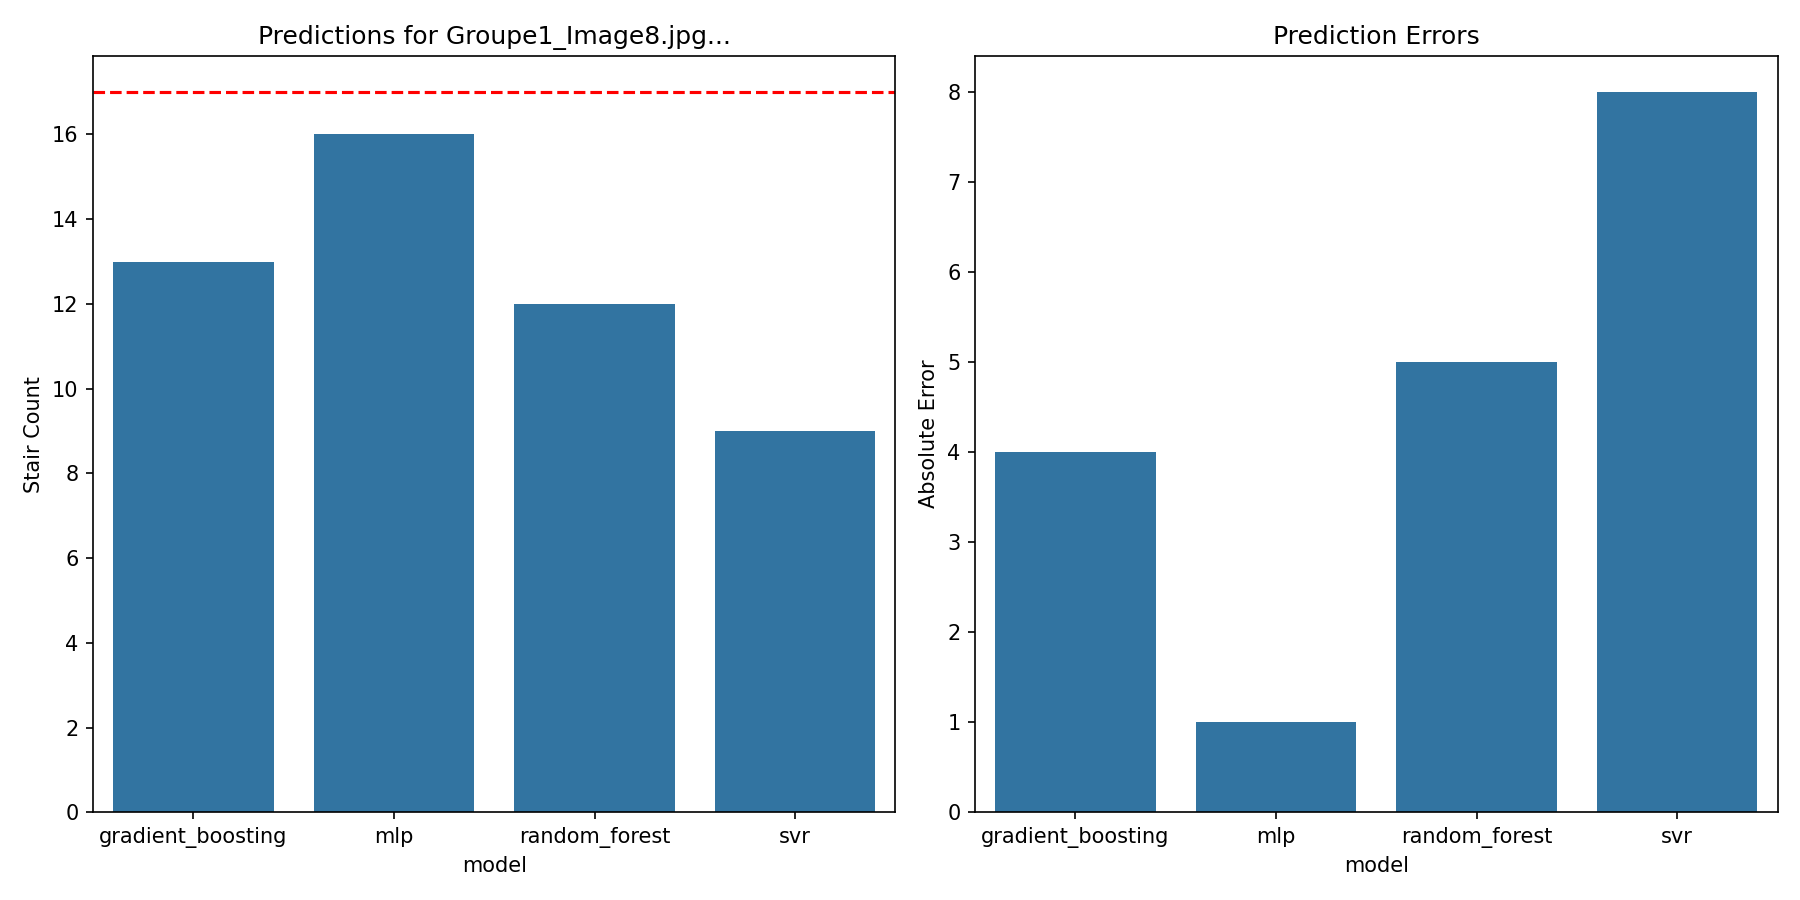 Predictions for Groupe1_Image8.jpg...
Stair Count
16
14
12
10
8
6
4
2
0
gradient_boosting mlp random_forest svr
model
Prediction Errors
Absolute Error
8
7
6
5
4
3
2
1
0
gradient_boosting mlp random_forest svr
model